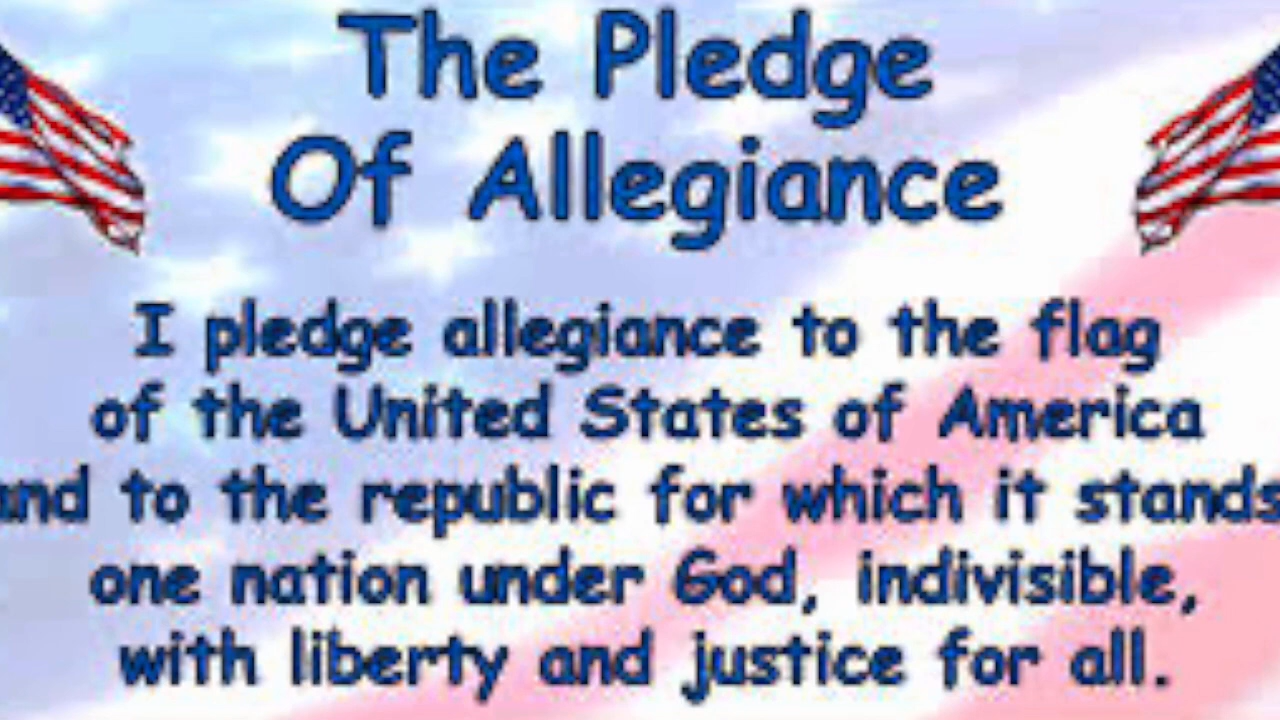 The Pledge
Of Allegiance
I pledge allegiance to the flag
of the United States of America
and to the republic for which it stands
one nation under God, indivisible,
with liberty and justice for all.